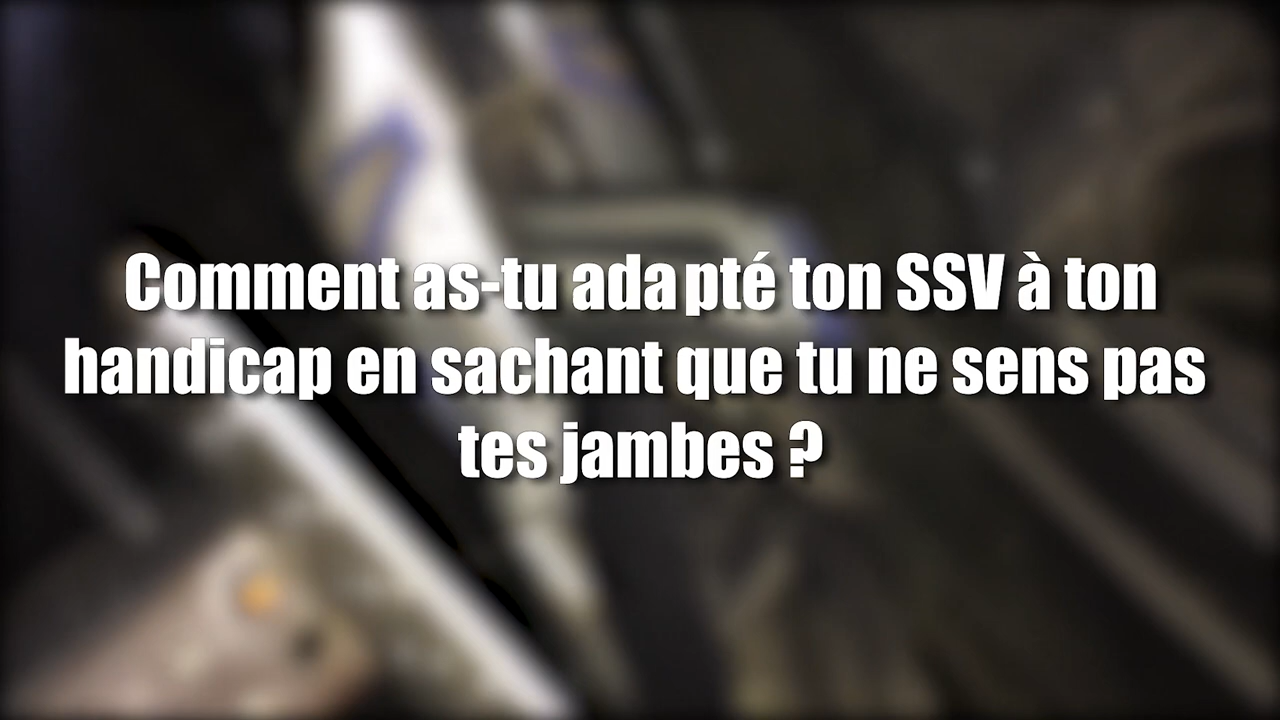 Comment as-tu adapté ton SSV à ton
handicap en sachant que tu ne sens pas
tes jambes ?